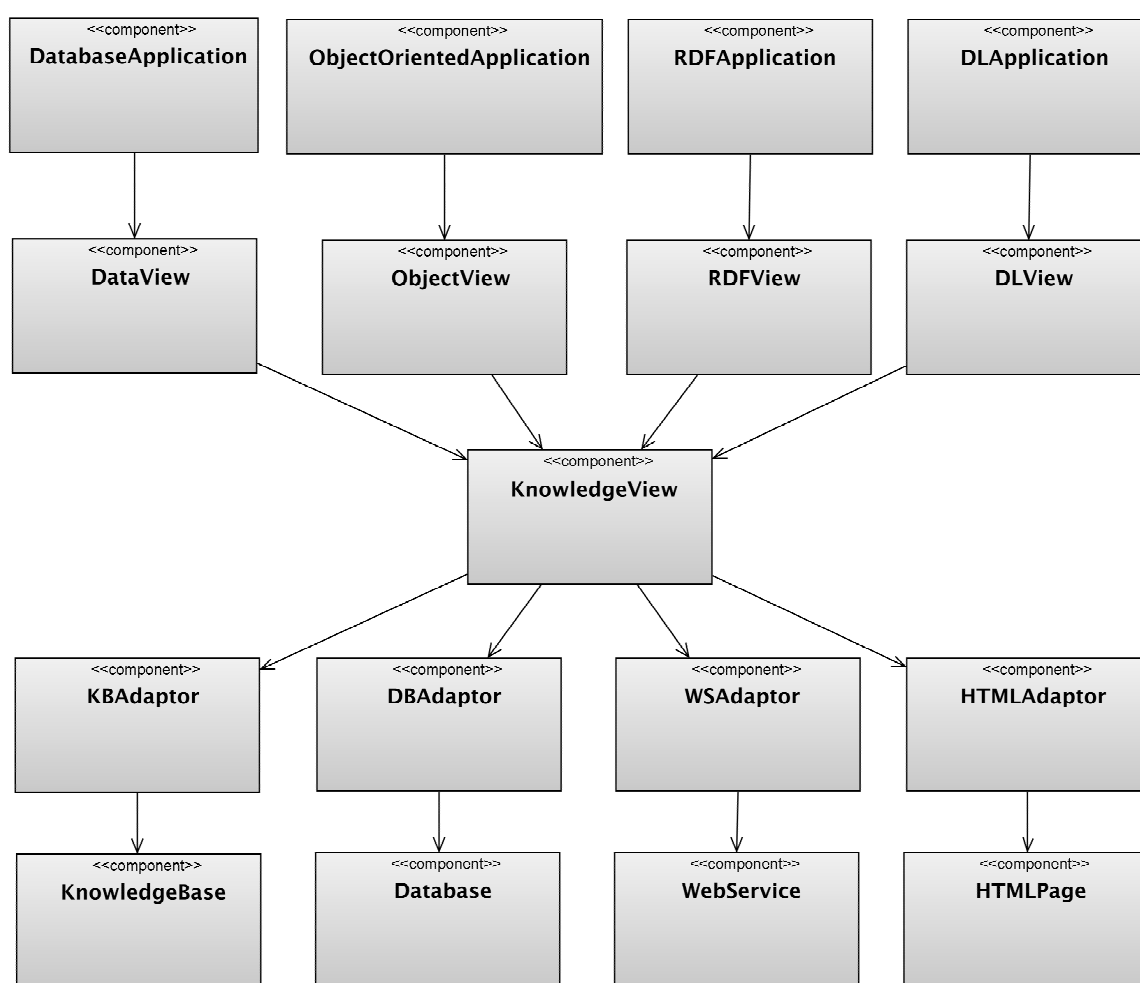 <<component>>
DatabaseApplication
<<component>>
ObjectOrientedApplication
<<component>>
RDFApplication
<<component>>
DLApplication
<<component>>
DataView
<<component>>
ObjectView
<<component>>
RDFView
<<component>>
DLView
<<component>>
KnowledgeView
<<component>>
KBAdaptor
<<component>>
DBAdaptor
<<component>>
WSAdaptor
<<component>>
HTMLAdaptor
<<component>>
KnowledgeBase
<<component>>
Database
<<component>>
WebService
<<component>>
HTMLPage